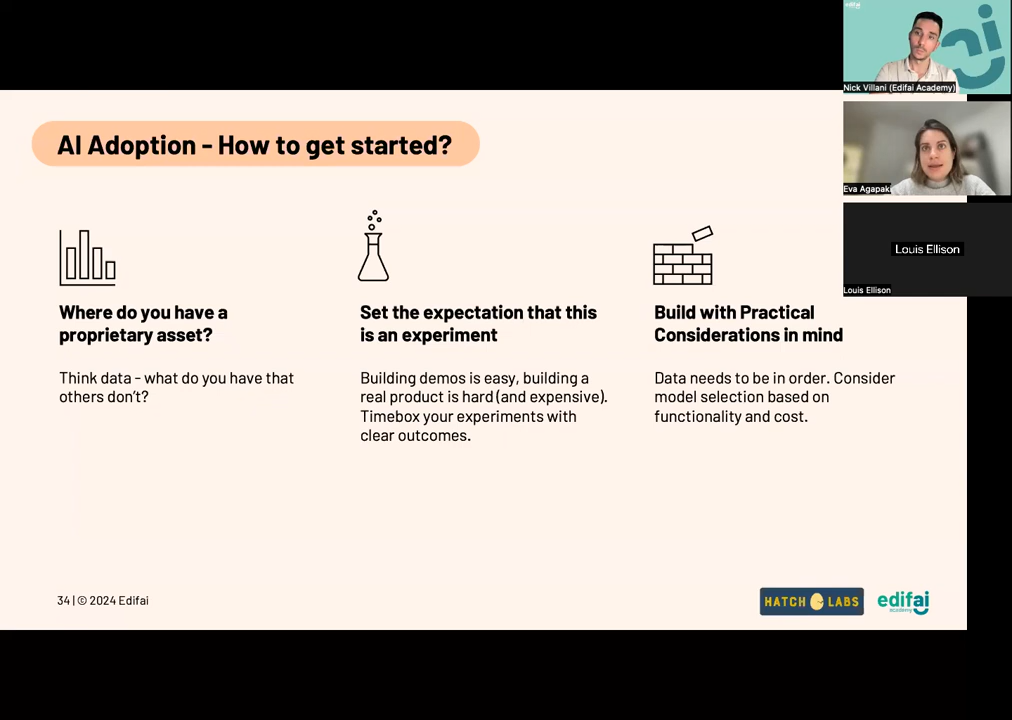 edifai
Nick Villani (Edifai Academy)
AI Adoption - How to get started?
Eva Agapaki
Louis Ellison
Louis Ellison
Where do you have a
proprietary asset?
Think data - what do you have that
others don't?
Set the expectation that this
is an experiment
Building demos is easy, building a
real product is hard (and expensive).
Timebox your experiments with
clear outcomes.
Build with Practical
Considerations in mind
Data needs to be in order. Consider
model selection based on
functionality and cost.
34 | © 2024 Edifai
HATCH LABS
edifai
academy